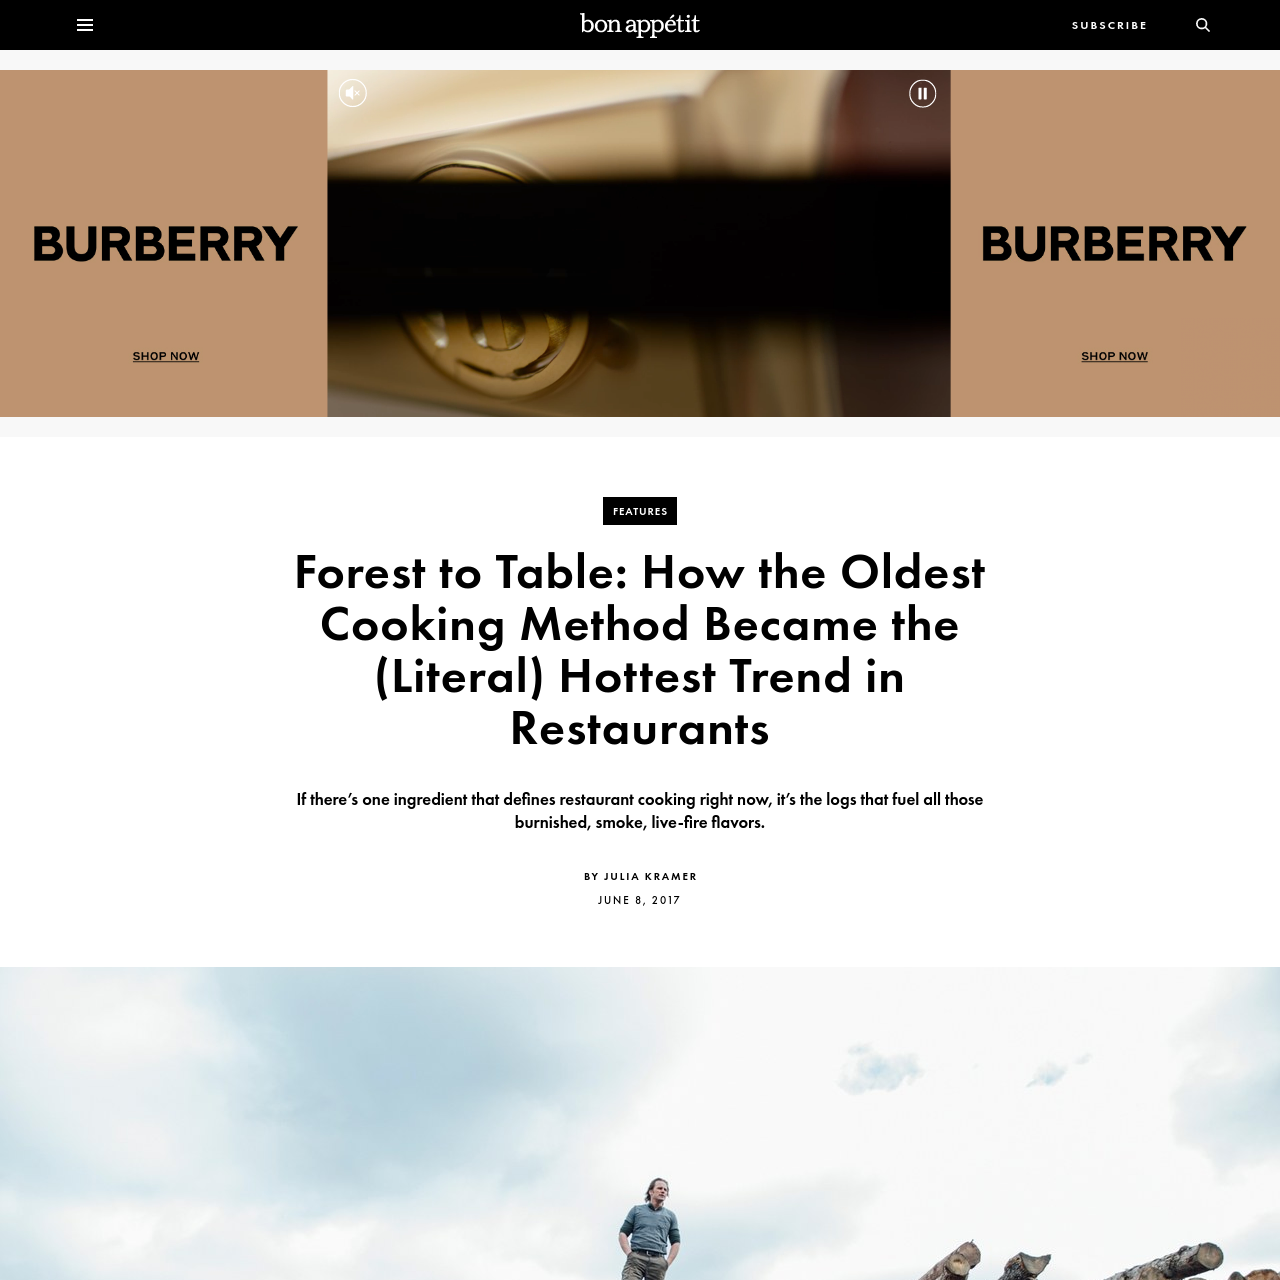 bon appétit
SUBSCRIBE
BURBERRY
SHOP NOW
BURBERRY
SHOP NOW
FEATURES
Forest to Table: How the Oldest
Cooking Method Became the
(Literal) Hottest Trend in
Restaurants
If there’s one ingredient that defines restaurant cooking right now, it’s the logs that fuel all those
burnished, smoke, live-fire flavors.
BY JULIA KRAMER
JUNE 8, 2017